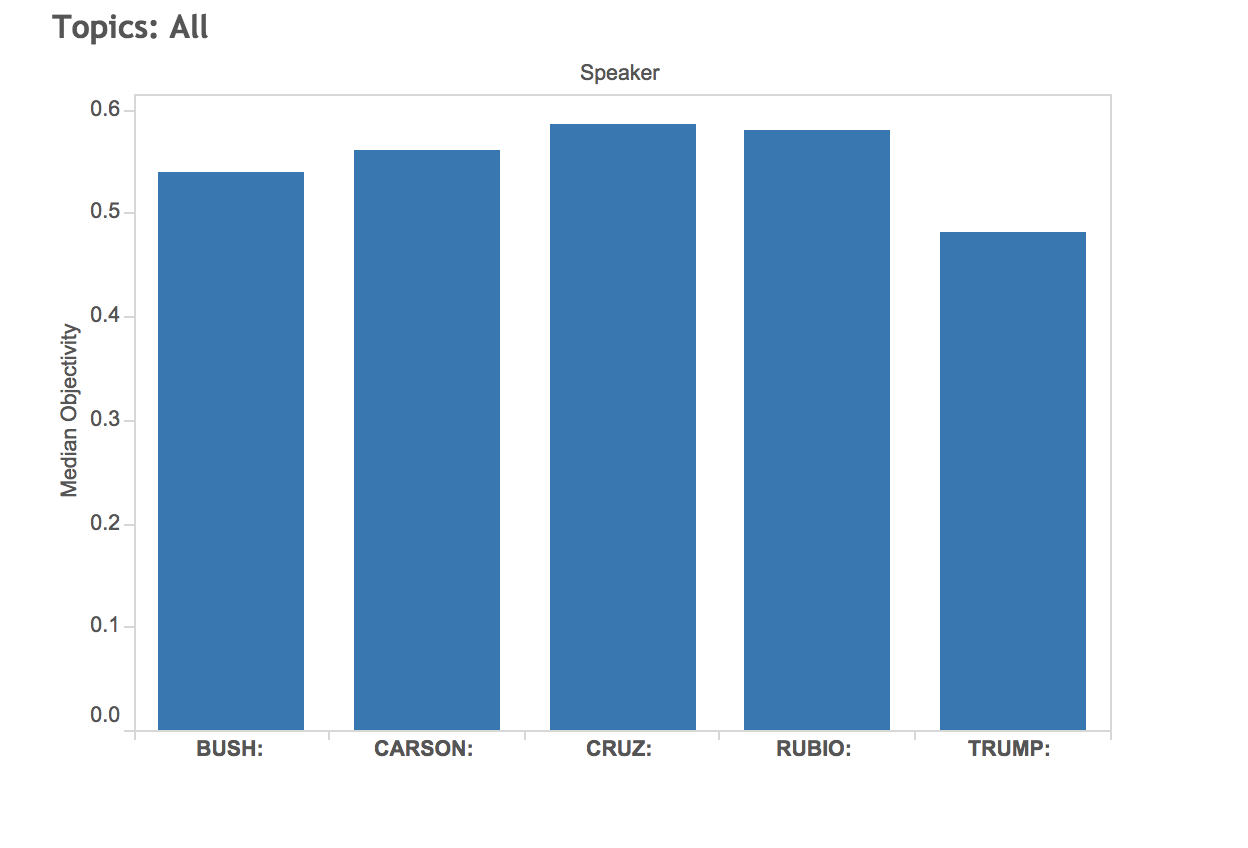 Topics: All
Speaker
0.6
0.5
0.4
0.3
0.2
0.1
0.0
Median Objectivity
BUSH:
CARSON:
CRUZ:
RUBIO:
TRUMP: